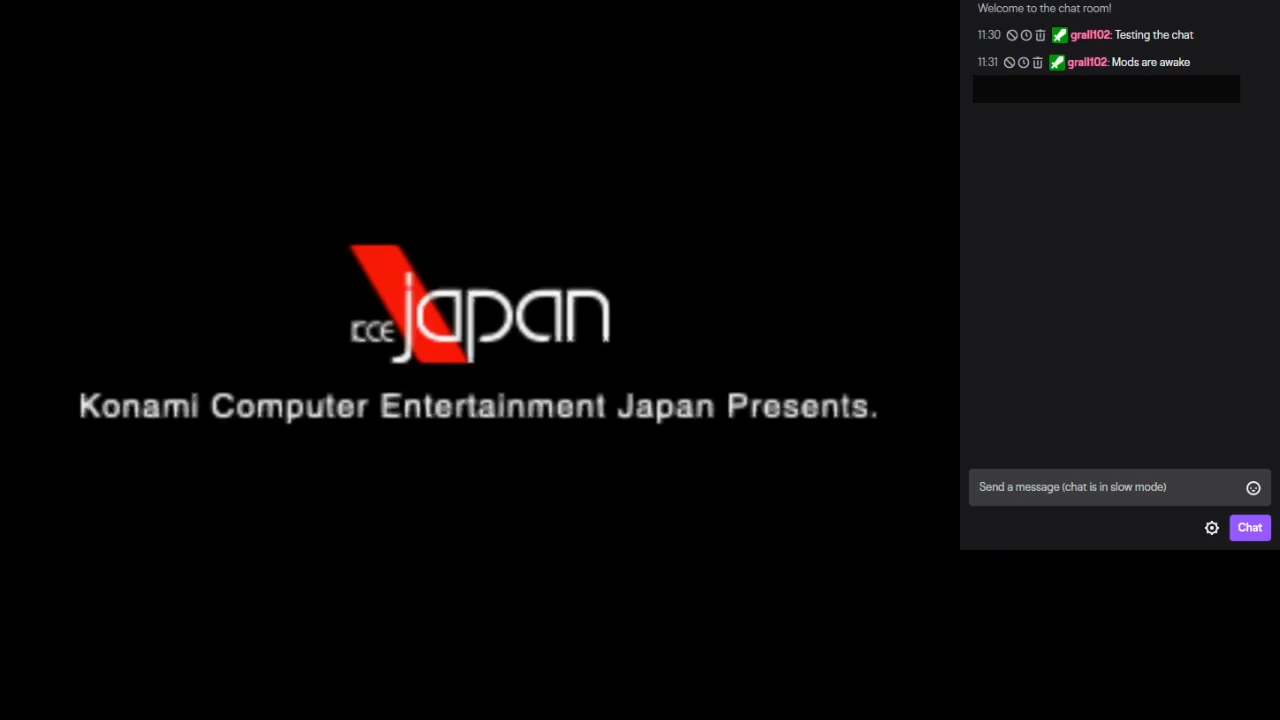 Welcome to the chat room!
11:30 grall102: Testing the chat
11:31 grall102: Mods are awake
KCE japan
Konami Computer Entertainment Japan Presents.
Send a message (chat is in slow mode)
Chat